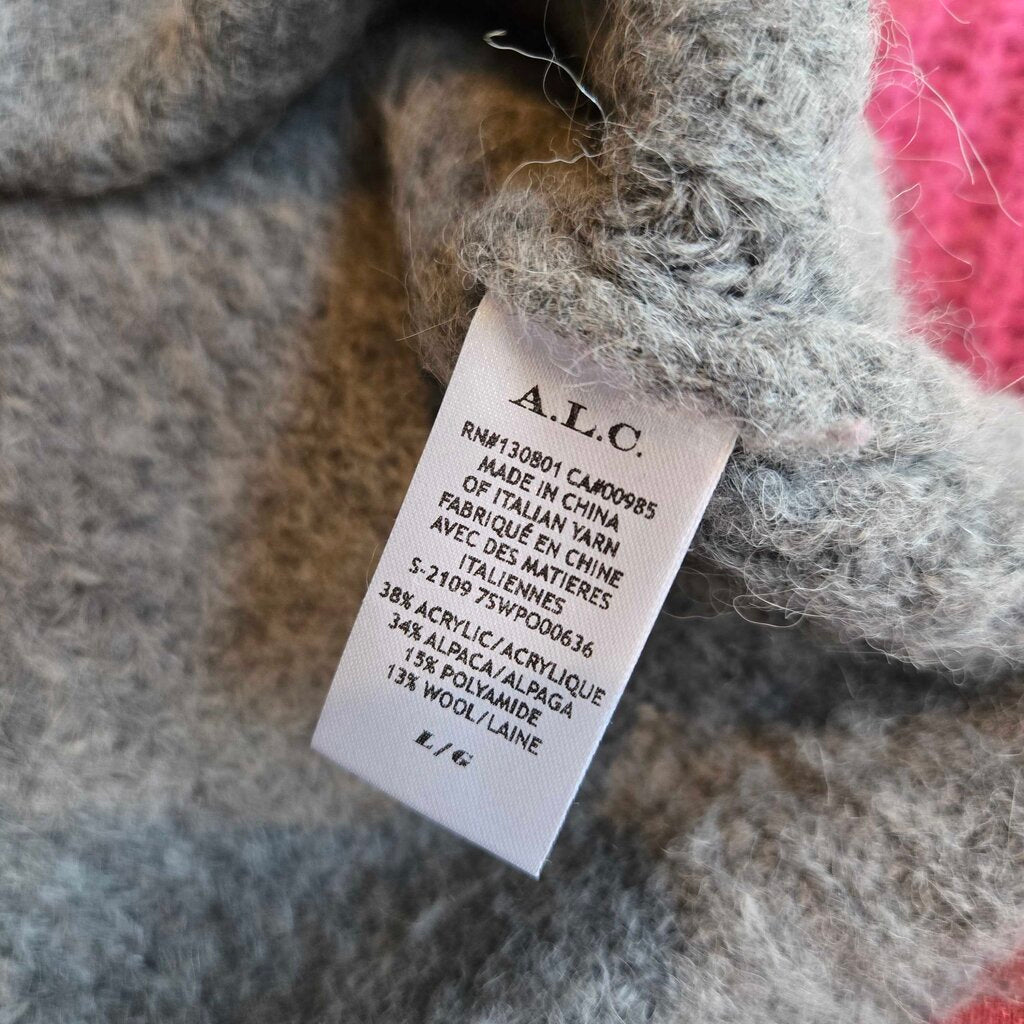 A.L.C.
RN#130801 CA#00985
MADE IN CHINA
OF ITALIAN YARN
FABRIQUÉ EN CHINE
AVEC DES MATIERES
ITALIENNES
S-2109 7SWPO00636
38% ACRYLIC/ACRYLIQUE
34% ALPACA/ALPAGA
15% POLYAMIDE
13% WOOL/LAINE
L/G